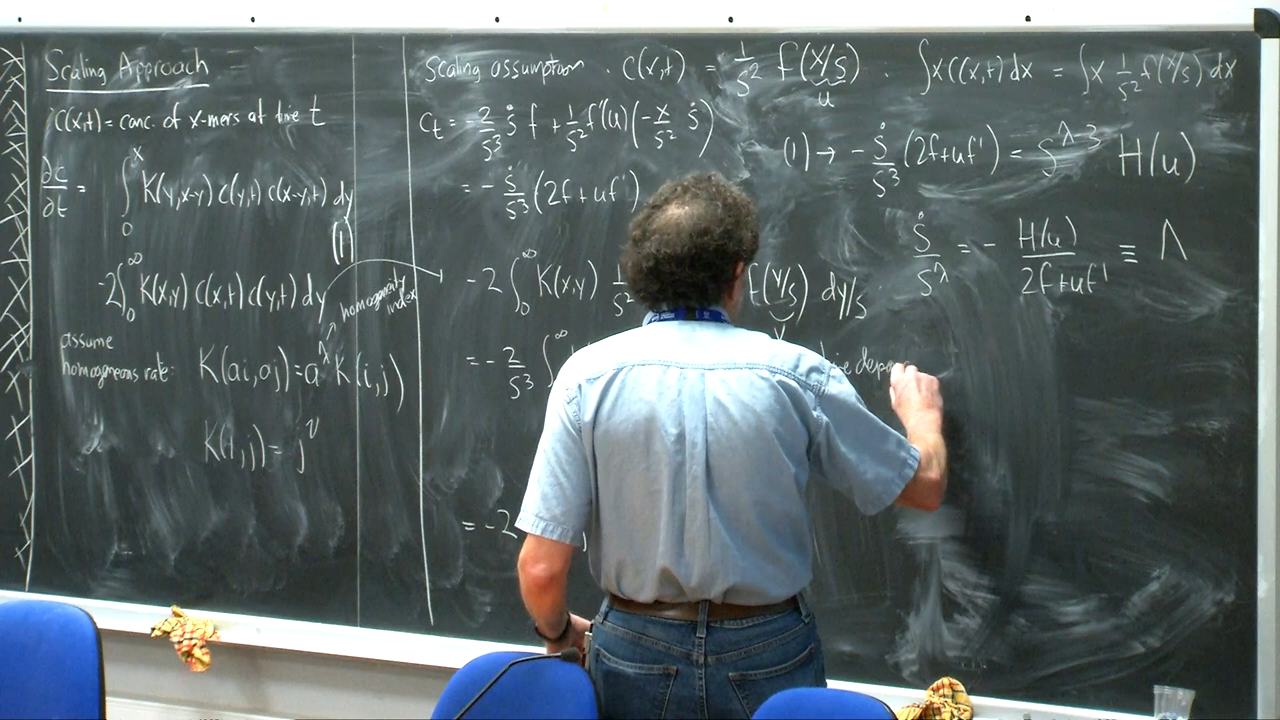 Scaling Approach
c(x,t) = conc. of x-mers at time t
∂c/∂t = ∫₀ˣ K(y,x-y) c(y,t) c(x-y,t) dy
(1)
-2∫₀^∞ K(x,y) c(x,t) c(y,t) dy
homogeneity
index
assume
homogeneous rate: K(ai,aj) = a^λ K(i,j)
K(1,j) = j^ν
Scaling assumption. c(x,t) = 1/s² f(x/s)
u
c_t = -2/s³ ṡ f + 1/s² f'(u)(-x/s² ṡ)
= -ṡ/s³ (2f+uf')
-2 ∫₀^∞ K(x,y) 1/s² f(y/s) dy/s
= -2/s³ ∫₀^∞
= -2
. ∫x c(x,t) dx = ∫x 1/s² f(x/s) dx
(1) → -ṡ/s³ (2f+uf') = s^(λ-3) H(u)
ṡ/s^λ = - H(u)/(2f+uf') ≡ Λ